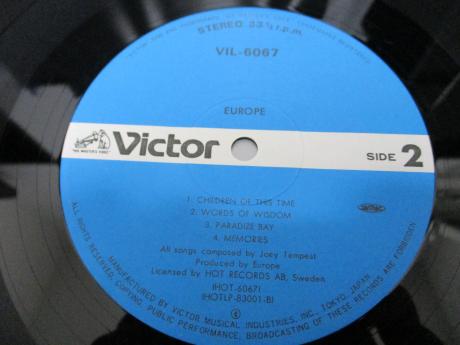 STEREO 33⅓ r.p.m.
VIL-6067
EUROPE
"HIS MASTER'S VOICE"
Victor
SIDE 2
1. CHILDREN OF THIS TIME
2. WORDS OF WISDOM
3. PARADIZE BAY
4. MEMORIES
All songs composed by Joey Tempest
Produced by Europe
Licensed by HOT RECORDS AB, Sweden
(HOT-6067)
(HOTLP-83001-B)
MANUFACTURED BY VICTOR MUSICAL INDUSTRIES, INC., TOKYO, JAPAN
ALL RIGHTS RESERVED. COPYING, PUBLIC PERFORMANCE, BROADCASTING OF THESE RECORDS ARE FORBIDDEN